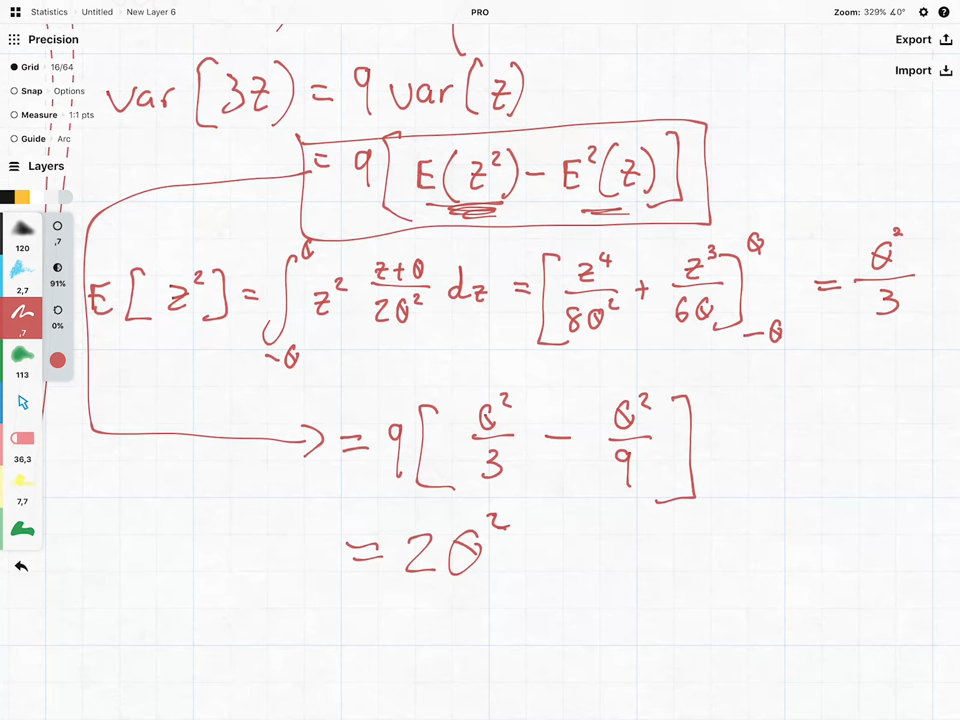 Statistics Untitled New Layer 6 PRO Zoom: 329% ∡0°
Precision
Export
Grid 16/64
Import
Snap Options
Measure 1:1 pts
Guide Arc
Layers
,7
120
91%
2,7
0%
,7
113
36,3
7,7
var [3z) = 9 var(z)
= 9 [E(z²) - E²(z)]
E[z²] = ∫_{-θ}^{θ} z² (z+θ)/(2θ²) dz = [z⁴/(8θ²) + z³/(6θ)]_{-θ}^{θ} = θ²/3
= 9 [θ²/3 - θ²/9]
= 2θ²